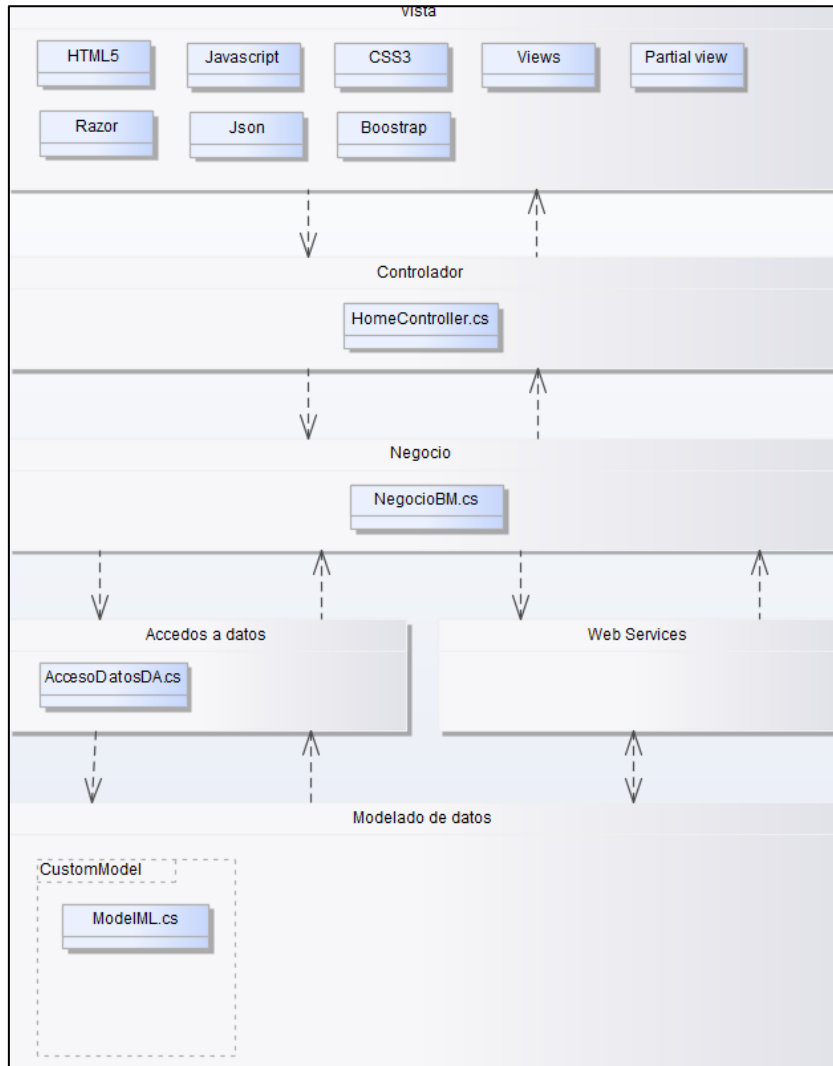 Vista
HTML5
Javascript
CSS3
Views
Partial view
Razor
Json
Boostrap
Controlador
HomeController.cs
Negocio
NegocioBM.cs
Accedos a datos
Web Services
AccesoDatosDA.cs
Modelado de datos
CustomModel
ModelML.cs